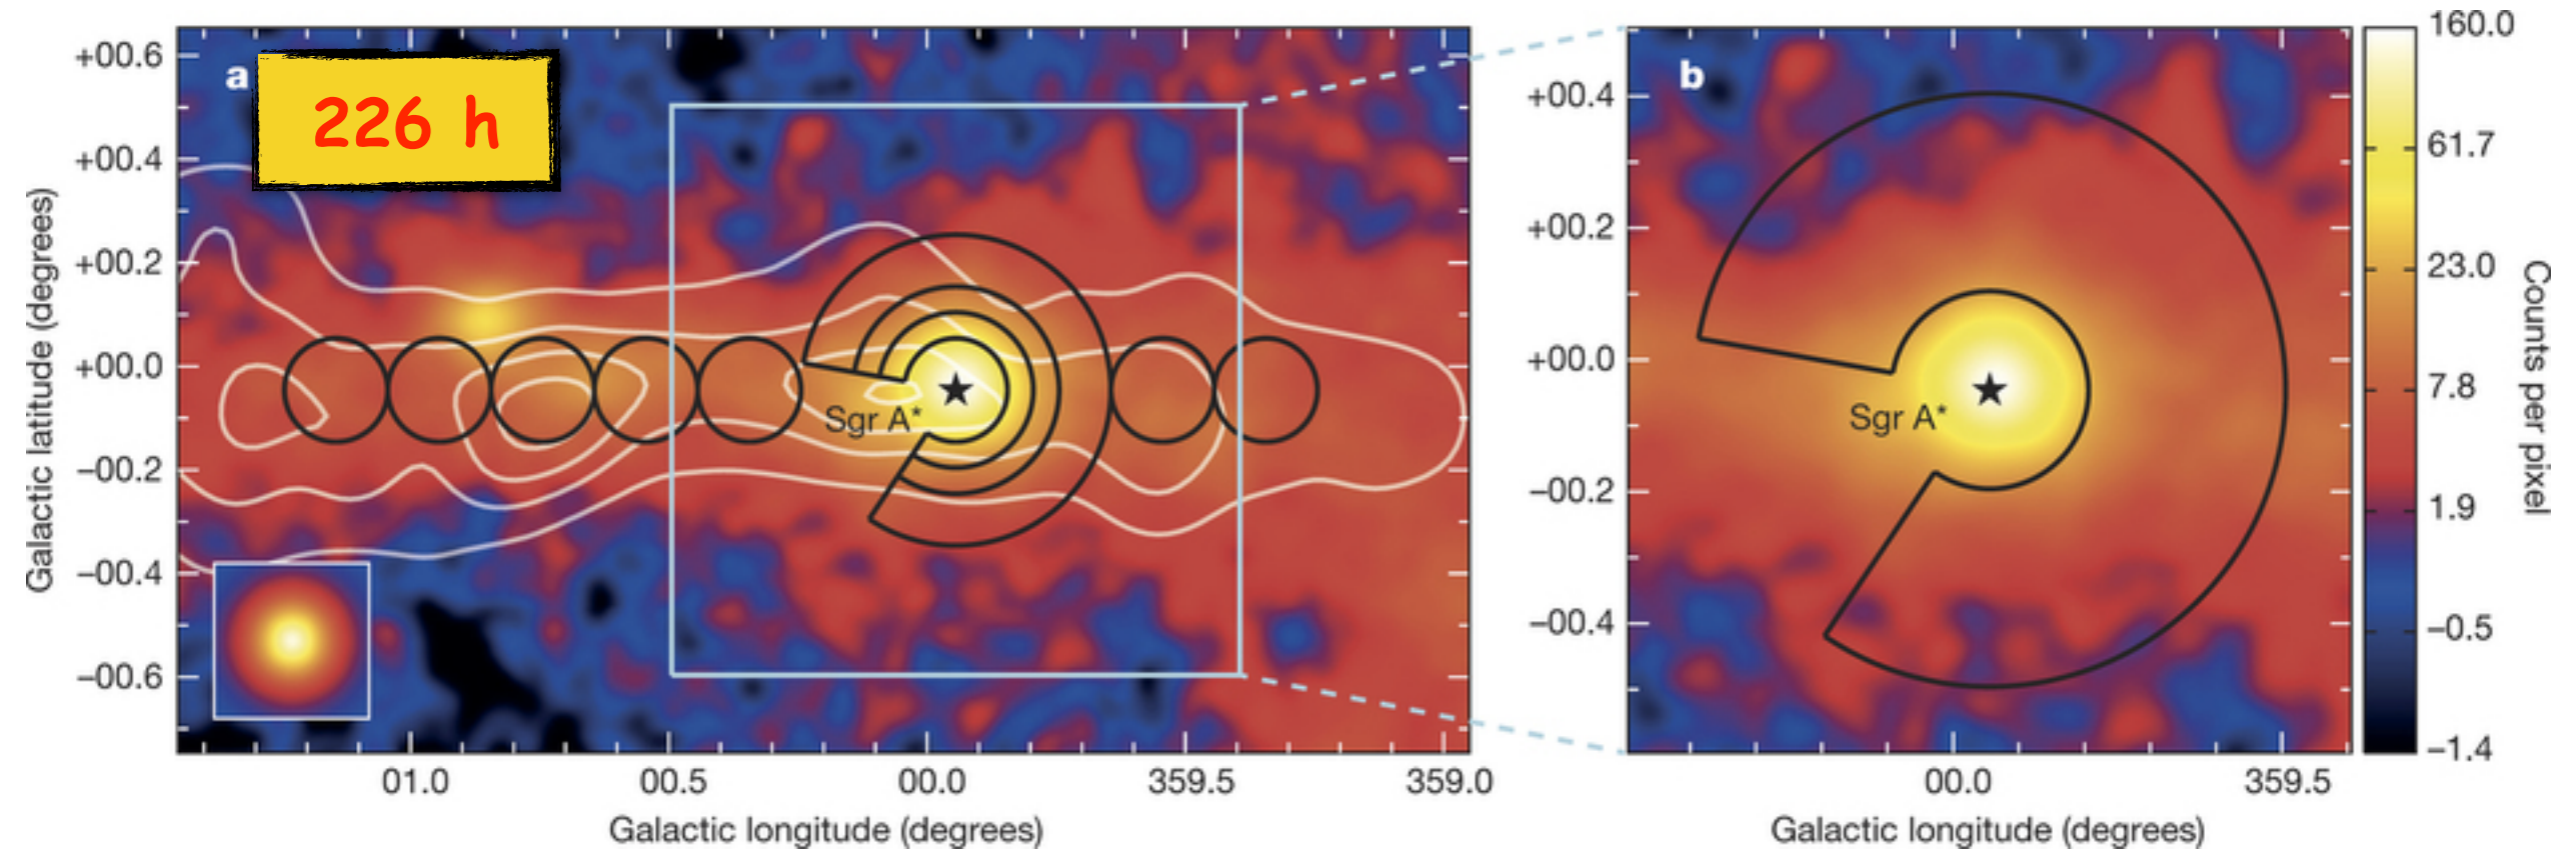 a
226 h
+00.6
+00.4
+00.2
+00.0
−00.2
−00.4
−00.6
Galactic latitude (degrees)
Sgr A*
01.0
00.5
00.0
359.5
359.0
Galactic longitude (degrees)
b
+00.4
+00.2
+00.0
−00.2
−00.4
Sgr A*
00.0
359.5
Galactic longitude (degrees)
160.0
61.7
23.0
7.8
1.9
−0.5
−1.4
Counts per pixel